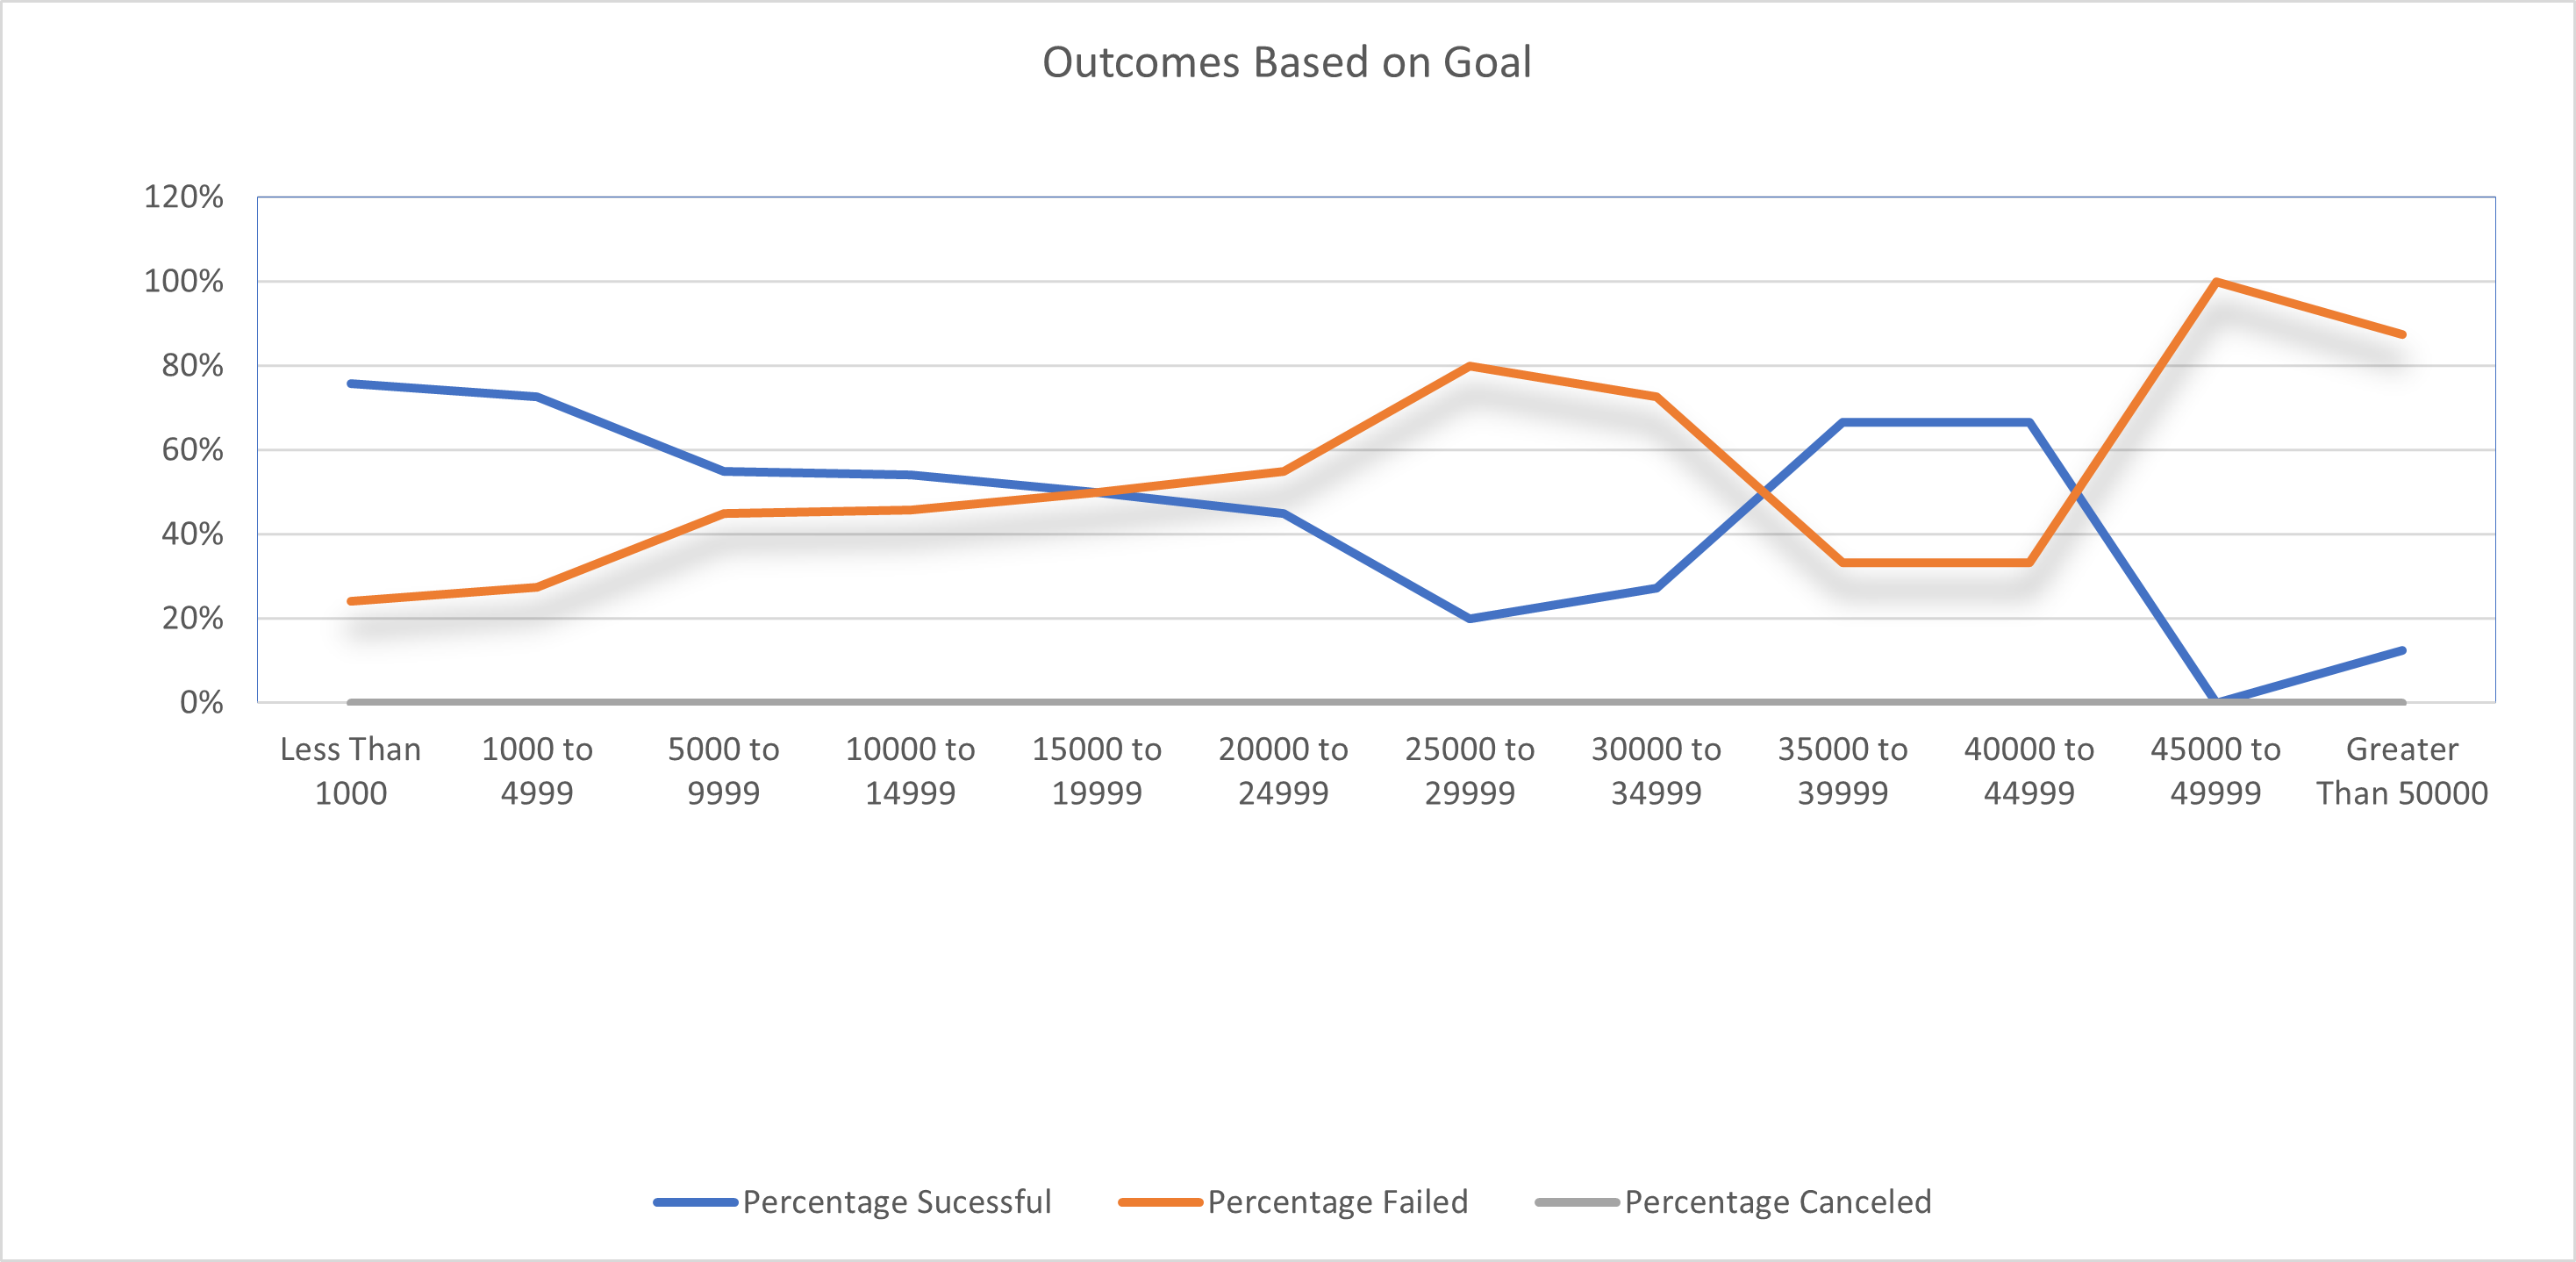 Outcomes Based on Goal
120%
100%
80%
60%
40%
20%
0%
Less Than 1000 to 5000 to 10000 to 15000 to 20000 to 25000 to 30000 to 35000 to 40000 to 45000 to Greater
1000 4999 9999 14999 19999 24999 29999 34999 39999 44999 49999 Than 50000
Percentage Sucessful Percentage Failed Percentage Canceled